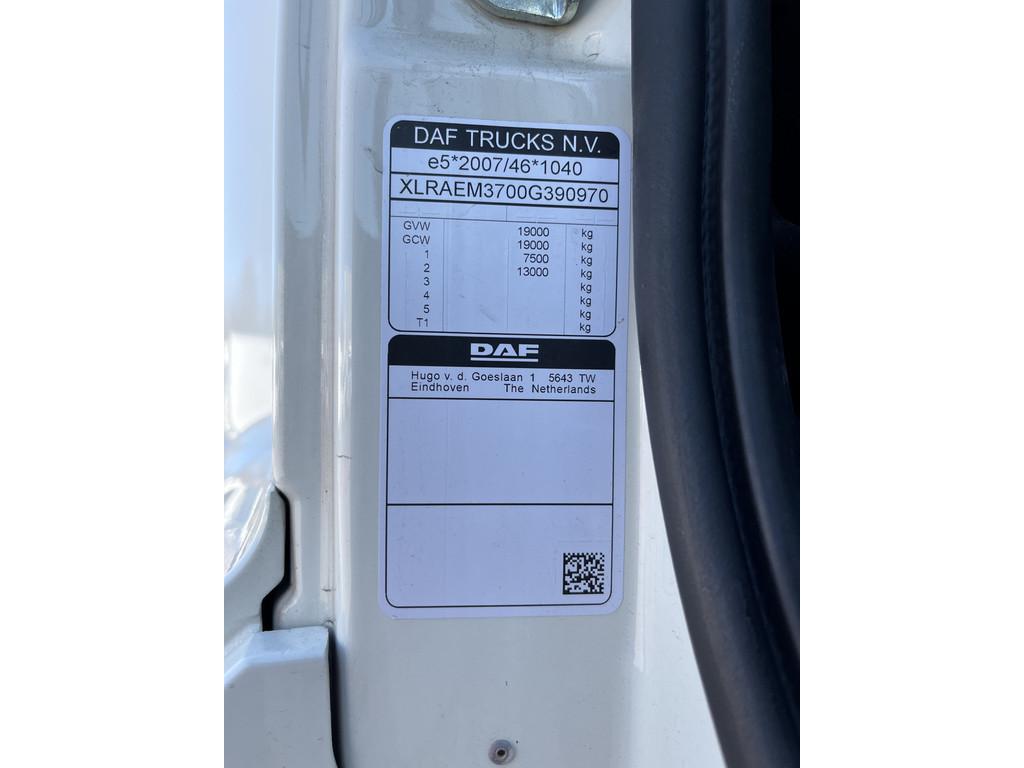 DAF TRUCKS N.V.
e5*2007/46*1040
XLRAEM3700G390970
GVW 19000 kg
GCW 19000 kg
1 7500 kg
2 13000 kg
3 kg
4 kg
5 kg
T1 kg
DAF
Hugo v. d. Goeslaan 1 5643 TW
Eindhoven The Netherlands